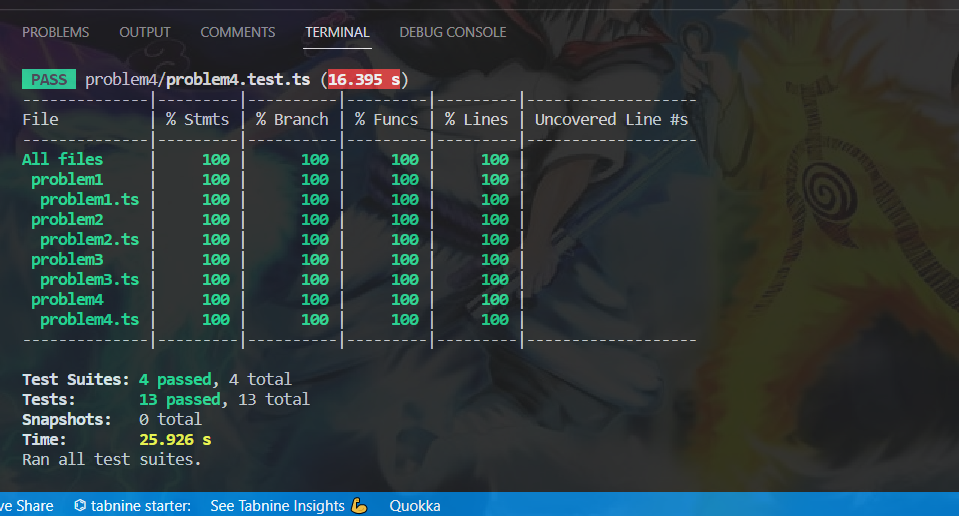 PROBLEMS OUTPUT COMMENTS TERMINAL DEBUG CONSOLE
PASS problem4/problem4.test.ts (16.395 s)
--------------|---------|----------|---------|---------|-------------------
File          | % Stmts | % Branch | % Funcs | % Lines | Uncovered Line #s
--------------|---------|----------|---------|---------|-------------------
All files     |     100 |      100 |     100 |     100 |
 problem1     |     100 |      100 |     100 |     100 |
  problem1.ts |     100 |      100 |     100 |     100 |
 problem2     |     100 |      100 |     100 |     100 |
  problem2.ts |     100 |      100 |     100 |     100 |
 problem3     |     100 |      100 |     100 |     100 |
  problem3.ts |     100 |      100 |     100 |     100 |
 problem4     |     100 |      100 |     100 |     100 |
  problem4.ts |     100 |      100 |     100 |     100 |
--------------|---------|----------|---------|---------|-------------------
Test Suites: 4 passed, 4 total
Tests:       13 passed, 13 total
Snapshots:   0 total
Time:        25.926 s
Ran all test suites.
ve Share tabnine starter: See Tabnine Insights 💪 Quokka